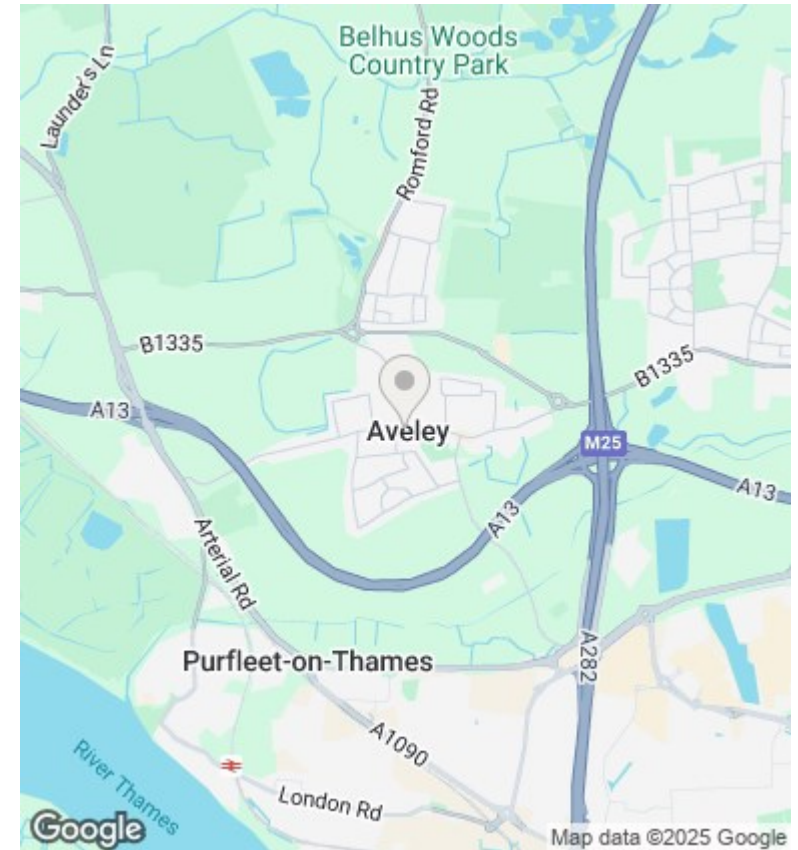 Belhus Woods
Country Park
Launder's Ln
Romford Rd
B1335
B1335
A13
Aveley
M25
A13
A13
Arterial Rd
Purfleet-on-Thames
A282
A1090
River Thames
London Rd
Google
Map data ©2025 Google